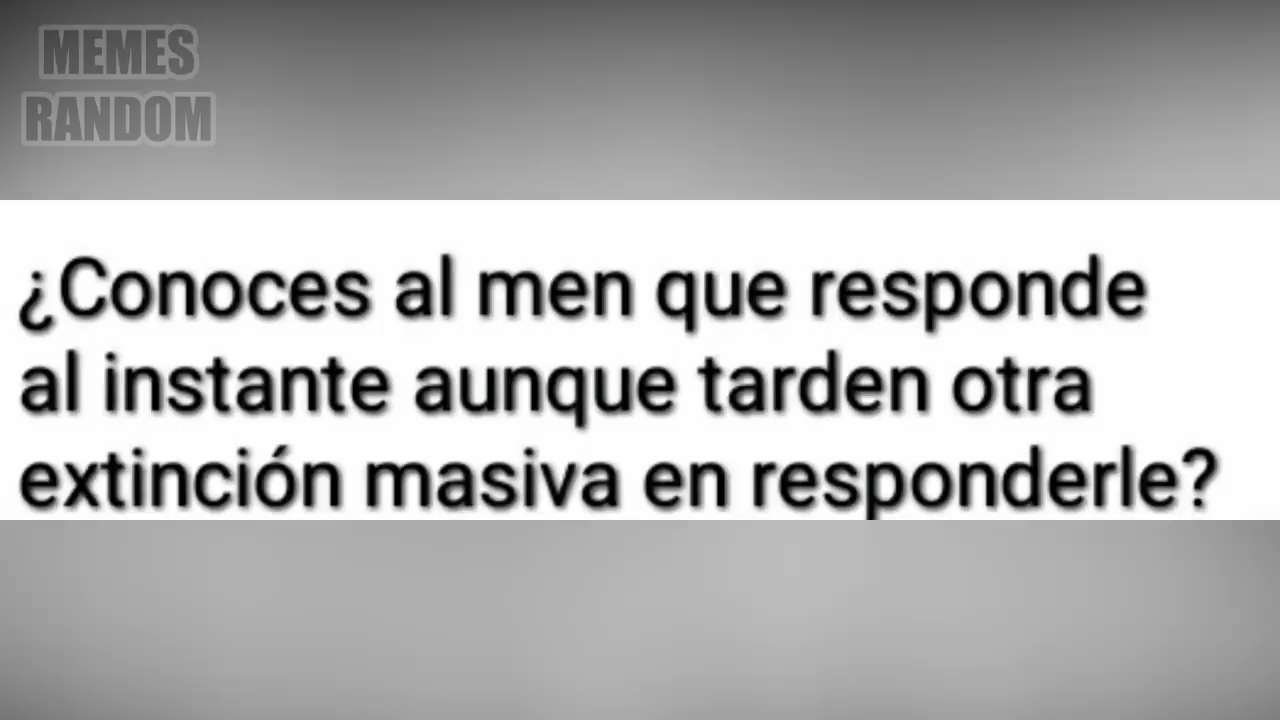 MEMES
RANDOM
¿Conoces al men que responde
al instante aunque tarden otra
extinción masiva en responderle?